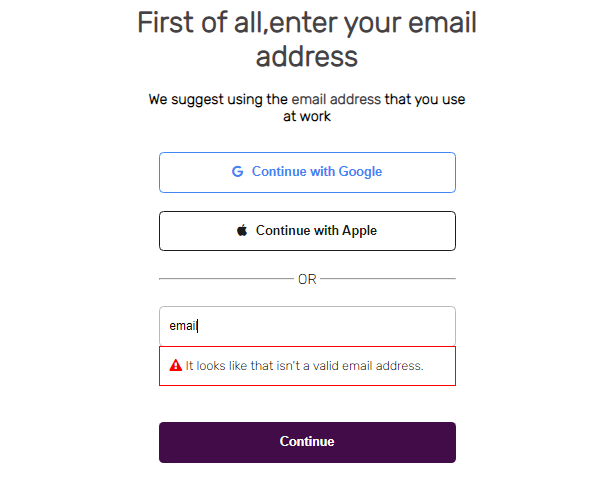 First of all,enter your email
address
We suggest using the email address that you use
at work
Continue with Google
Continue with Apple
OR
email
It looks like that isn't a valid email address.
Continue